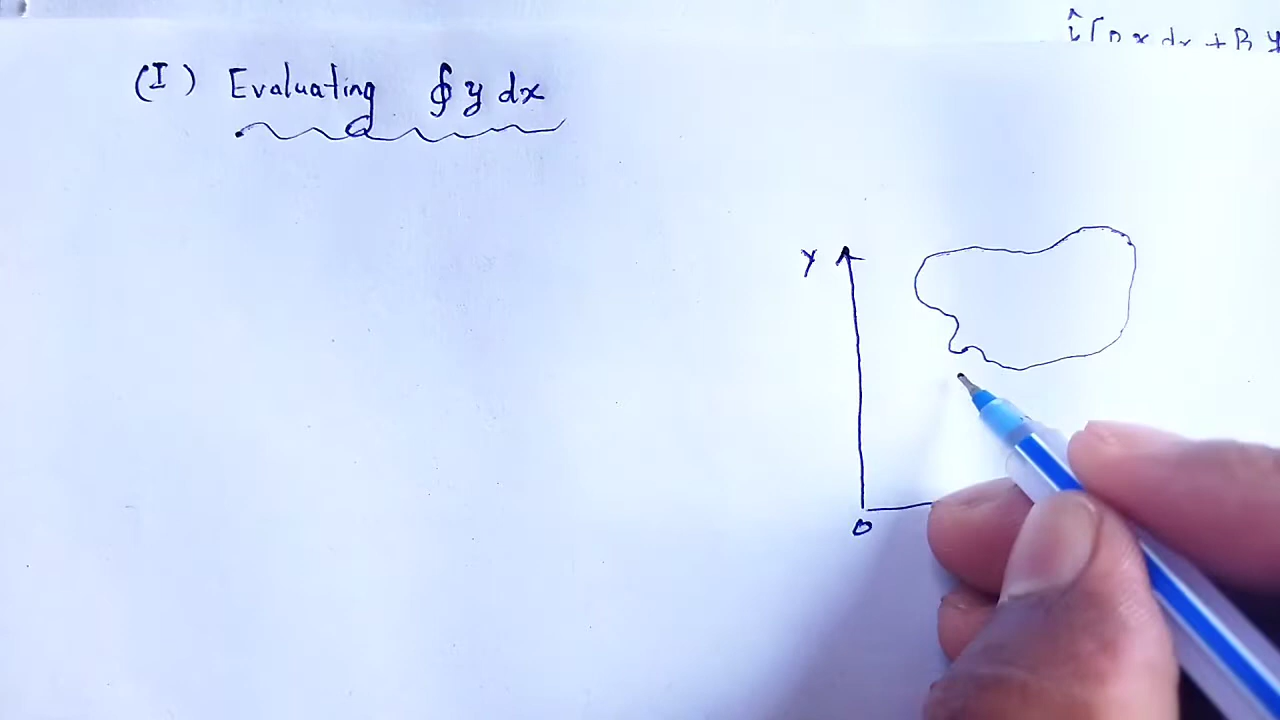 (I) Evaluating ∮ y dx
Y
O